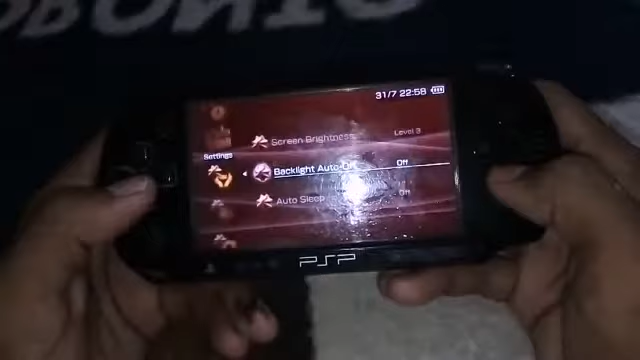 31/7 22:58
Screen Brightness
Level 3
Settings
Backlight Auto-Off
Off
Auto Sleep
Off
PSP